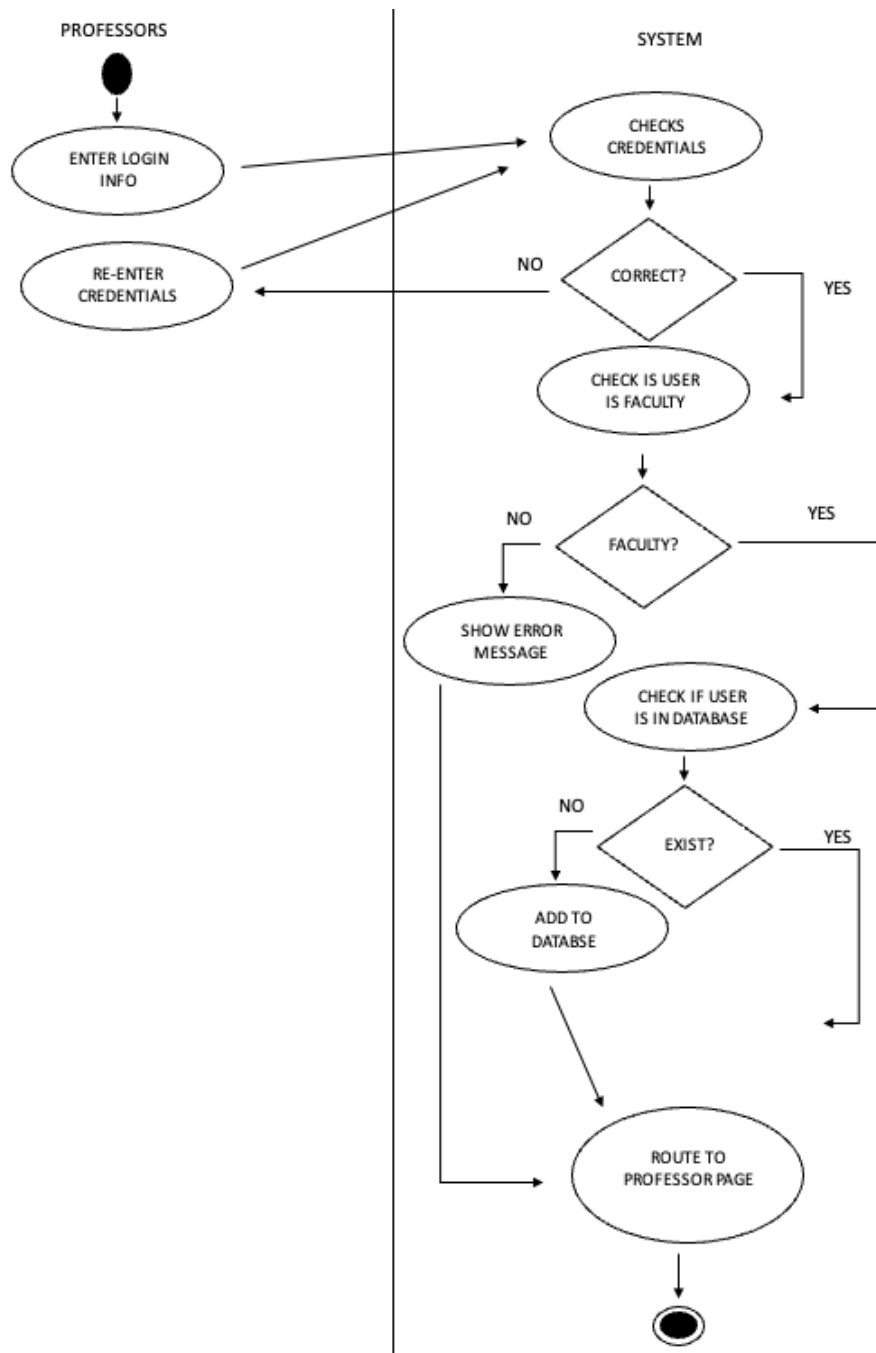 PROFESSORS
SYSTEM
ENTER LOGIN
INFO
CHECKS
CREDENTIALS
RE-ENTER
CREDENTIALS
NO
CORRECT?
YES
CHECK IS USER
IS FACULTY
NO
FACULTY?
YES
SHOW ERROR
MESSAGE
CHECK IF USER
IS IN DATABASE
NO
EXIST?
YES
ADD TO
DATABSE
ROUTE TO
PROFESSOR PAGE